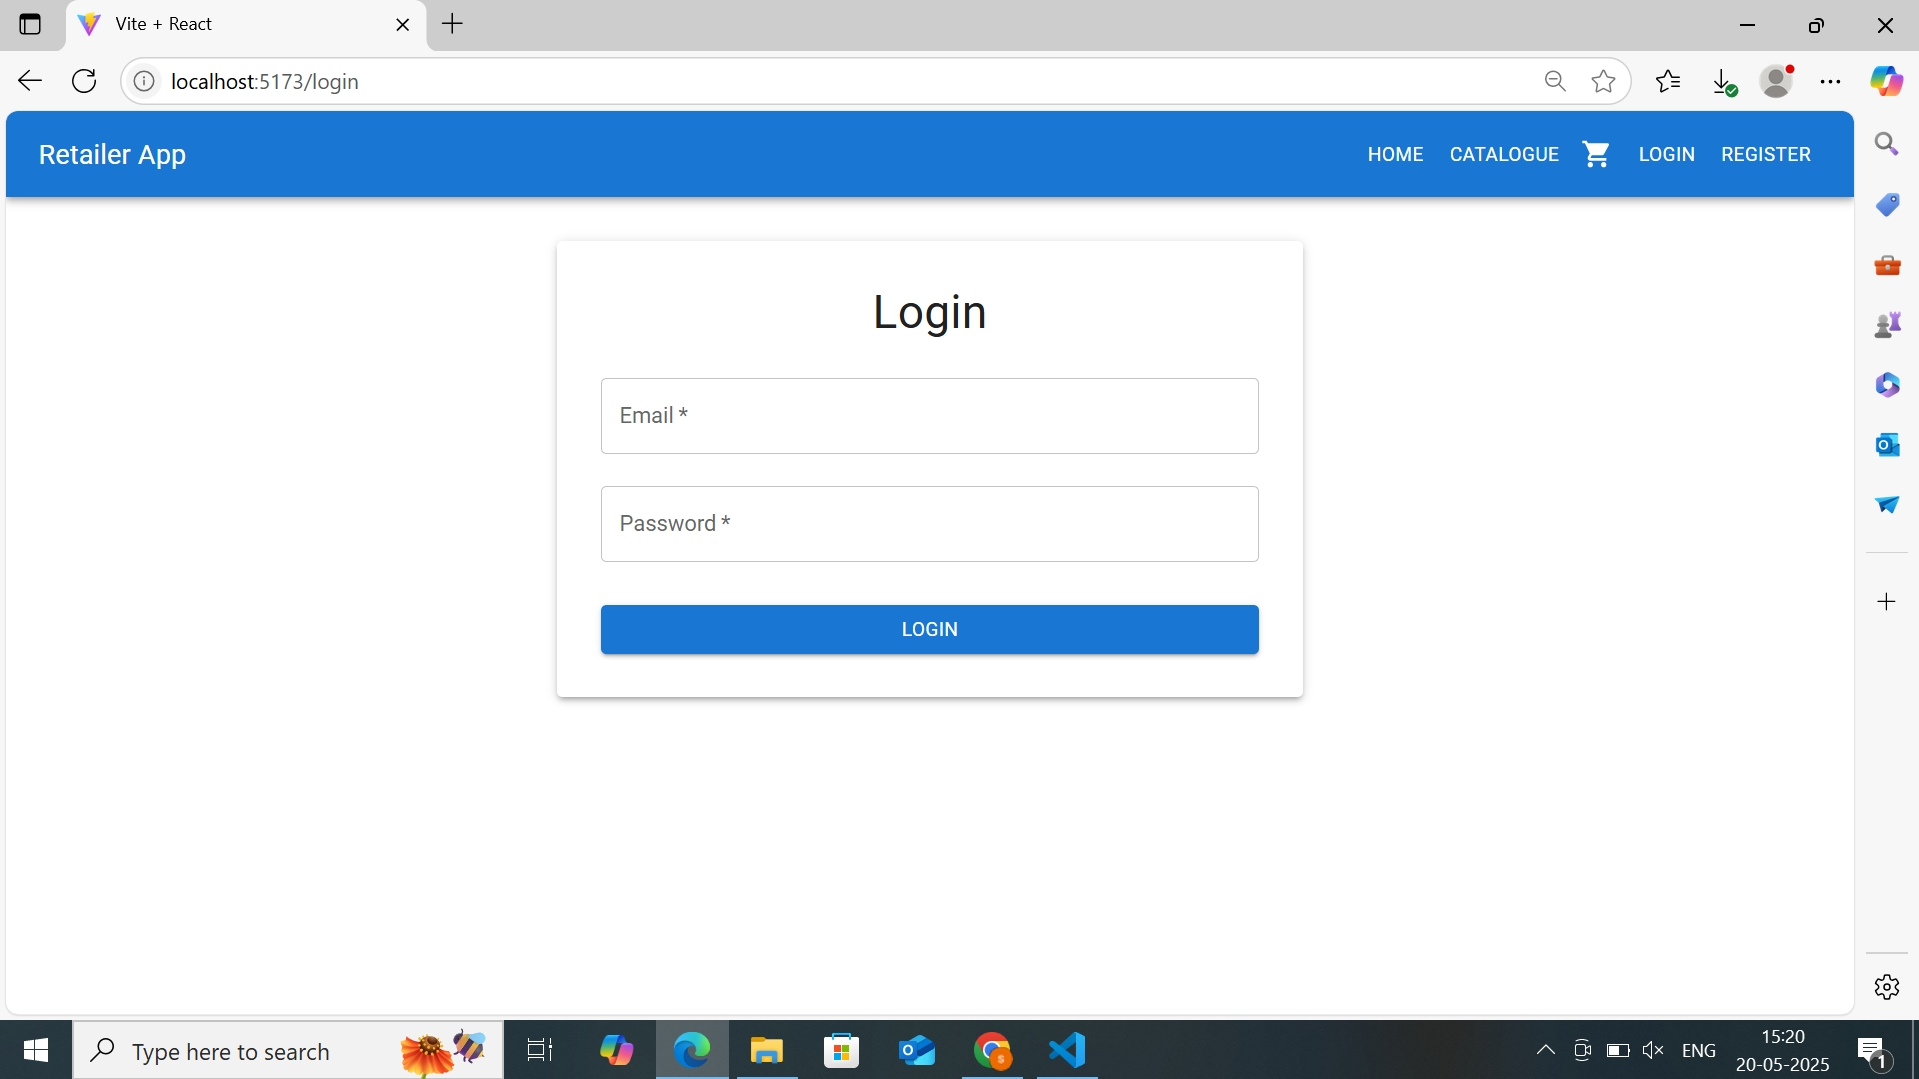 Vite + React
localhost:5173/login
Retailer App
HOME
CATALOGUE
LOGIN
REGISTER
Login
Email *
Password *
LOGIN
Type here to search
ENG
15:20
20-05-2025
1